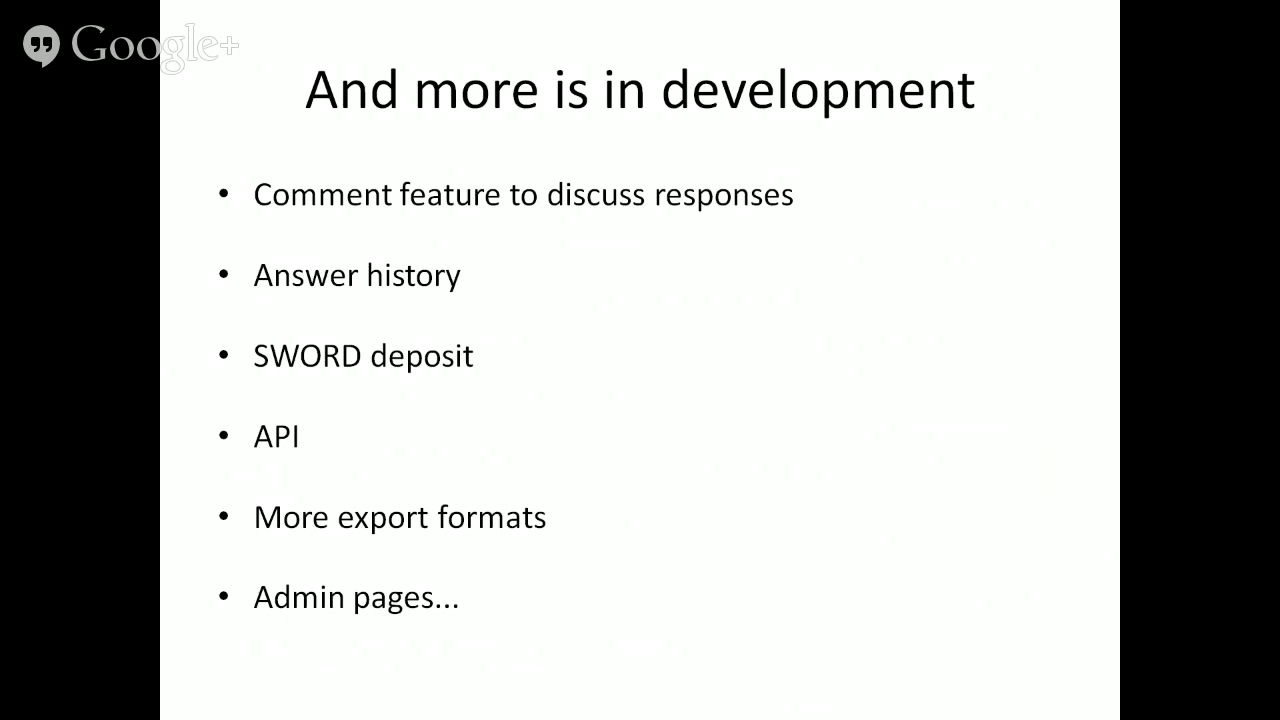 Google+
And more is in development
• Comment feature to discuss responses
• Answer history
• SWORD deposit
• API
• More export formats
• Admin pages...